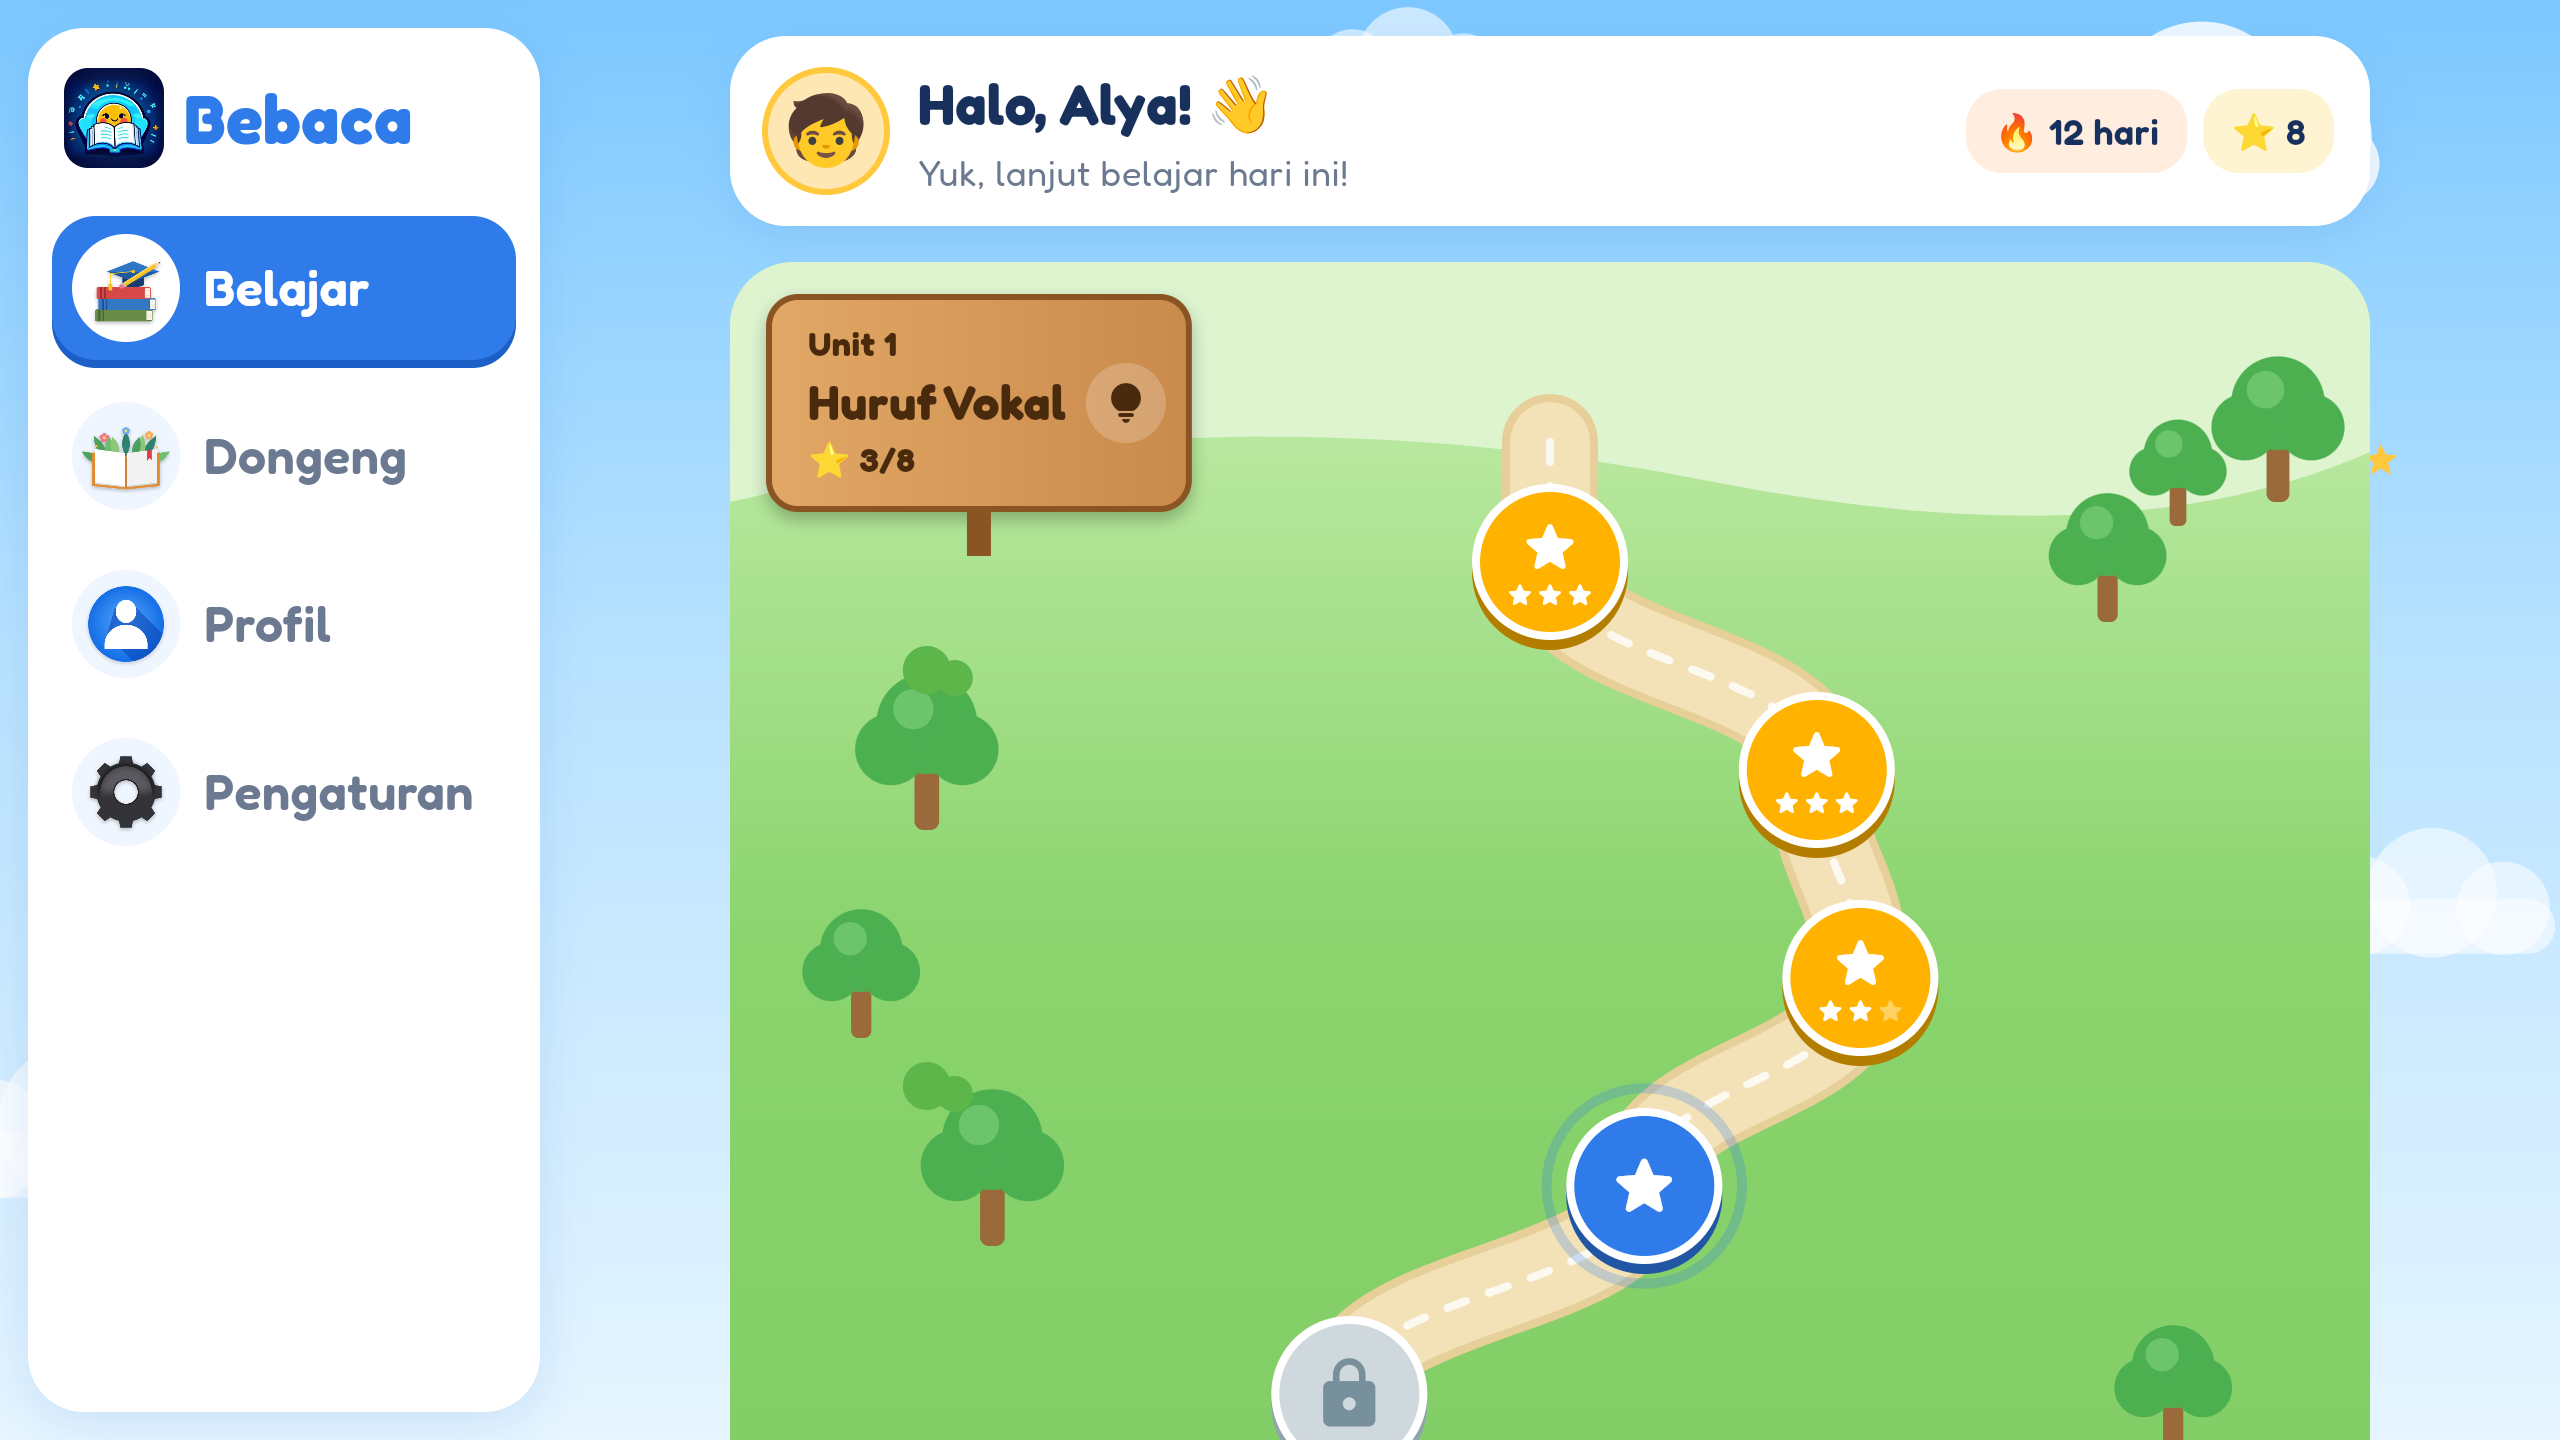 Bebaca
Belajar
Dongeng
Profil
Pengaturan
Halo, Alya! 👋
Yuk, lanjut belajar hari ini!
🔥 12 hari
⭐ 8
Unit 1
Huruf Vokal
⭐ 3/8